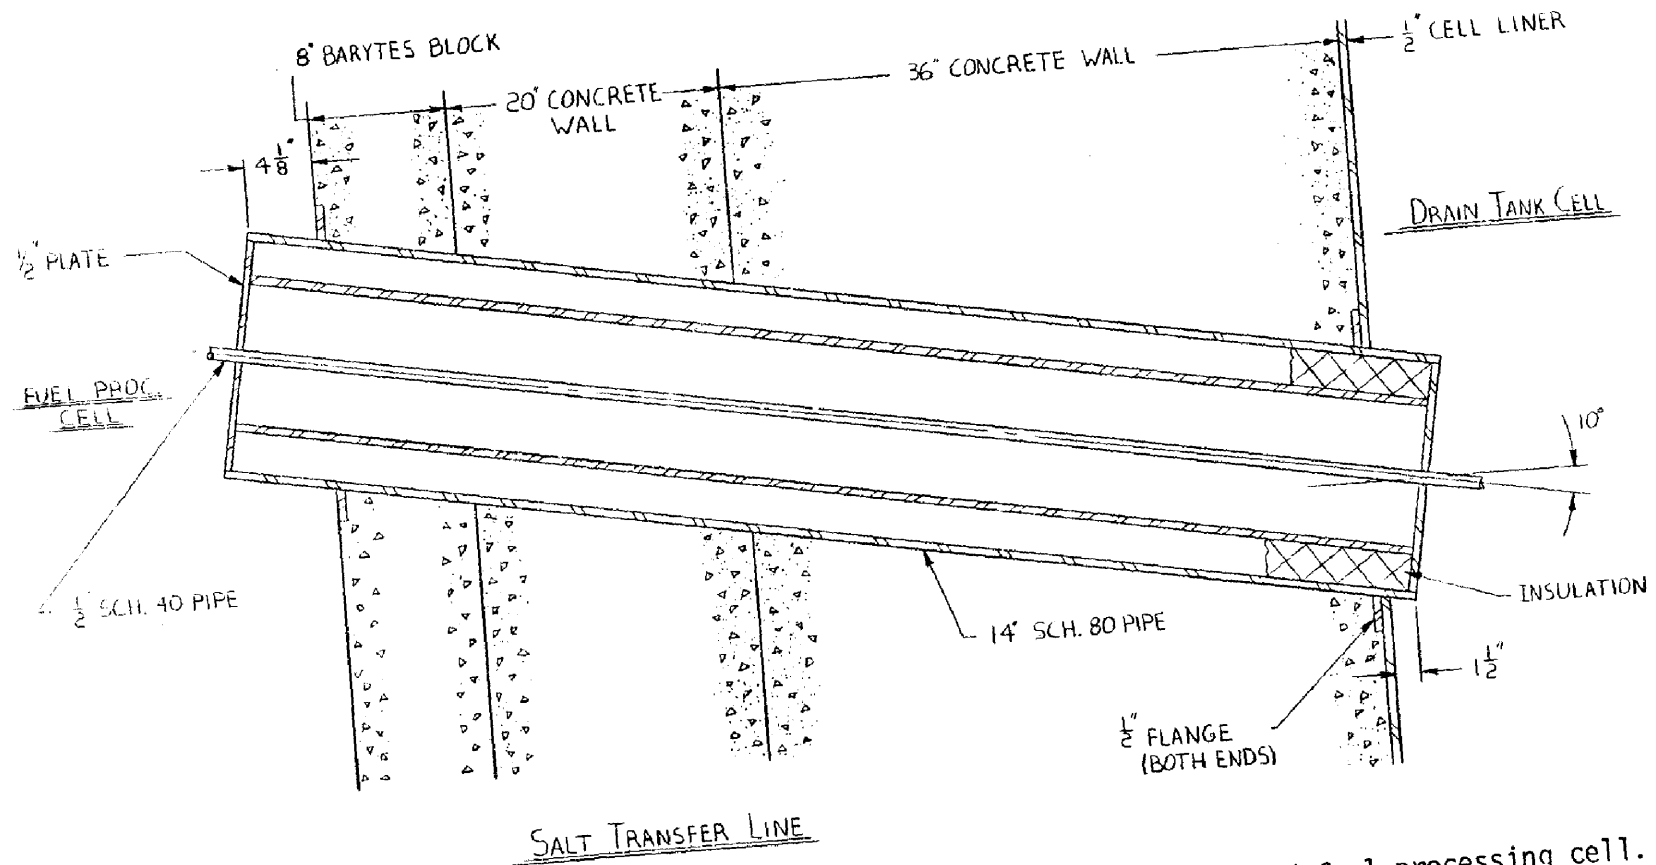 8" BARYTES BLOCK
20" CONCRETE
WALL
36" CONCRETE WALL
1/2" CELL LINER
4 1/8"
DRAIN TANK CELL
1/2" PLATE
FUEL PROC.
CELL
10°
1/2" SCH. 40 PIPE
14" SCH. 80 PIPE
INSULATION
1 1/2"
1/2" FLANGE
(BOTH ENDS)
SALT TRANSFER LINE
processing cell.